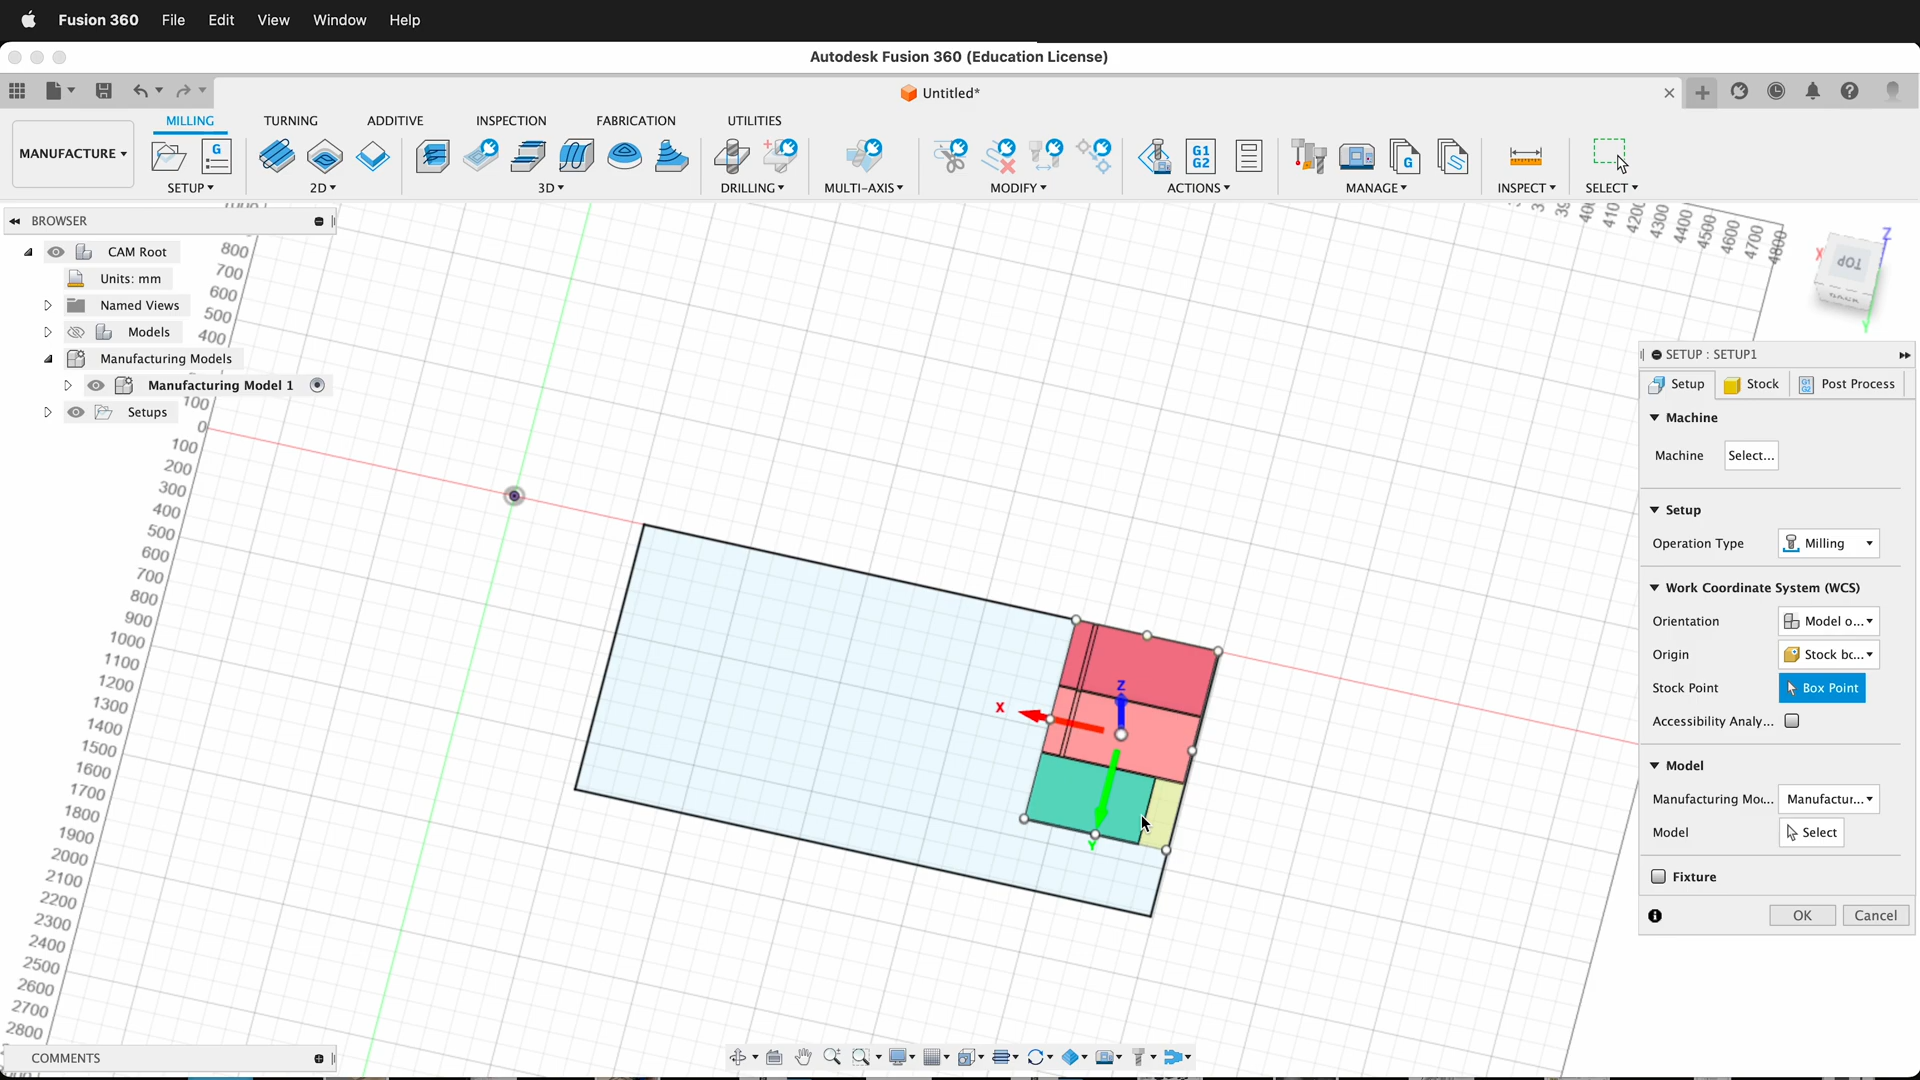 Fusion 360 File Edit View Window Help
Autodesk Fusion 360 (Education License)
Untitled*
MILLING TURNING ADDITIVE INSPECTION FABRICATION UTILITIES
MANUFACTURE
G
G1 G2
G
SETUP 2D 3D DRILLING MULTI-AXIS MODIFY ACTIONS MANAGE INSPECT SELECT
BROWSER
CAM Root
Units: mm
Named Views
Models
Manufacturing Models
Manufacturing Model 1
Setups
800
700
600
500
400
100
0
100
200
300
400
500
600
700
800
900
1000
1100
1200
1300
1400
1500
1600
1700
1800
1900
2000
2100
2200
2300
2400
2500
2600
2700
2800
4200
4300
4400
4500
4600
4700
4800
Z
X
TOP
BACK
Y
X
Z
Y
SETUP : SETUP1
Setup Stock Post Process
Machine
Machine Select...
Setup
Operation Type Milling
Work Coordinate System (WCS)
Orientation Model o...
Origin Stock bc...
Stock Point Box Point
Accessibility Analy...
Model
Manufacturing Mo... Manufactur...
Model Select
Fixture
OK Cancel
COMMENTS